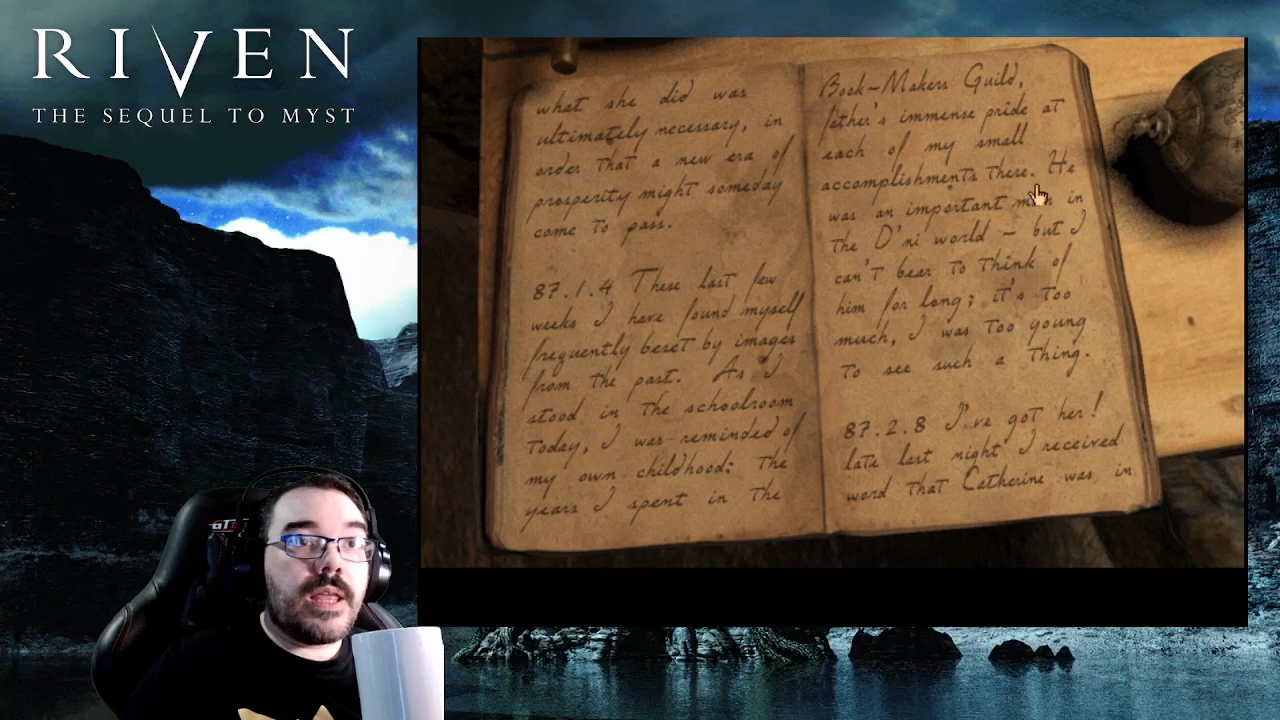 RIVEN
THE SEQUEL TO MYST
what she did was
ultimately necessary, in
order that a new era of
prosperity might someday
come to pass.
87.1.4 These last few
weeks I have found myself
frequently beset by images
from the past. As I
stood in the schoolroom
today, I was reminded of
my own childhood: the
years I spent in the
Book-Makers Guild,
father's immense pride at
each of my small
accomplishments there. He
was an important man in
the D'ni world - but I
can't bear to think of
him for long; it's too
much, I was too young
to see such a thing.
87.2.8 I've got her!
late last night I received
word that Catherine was in
GT